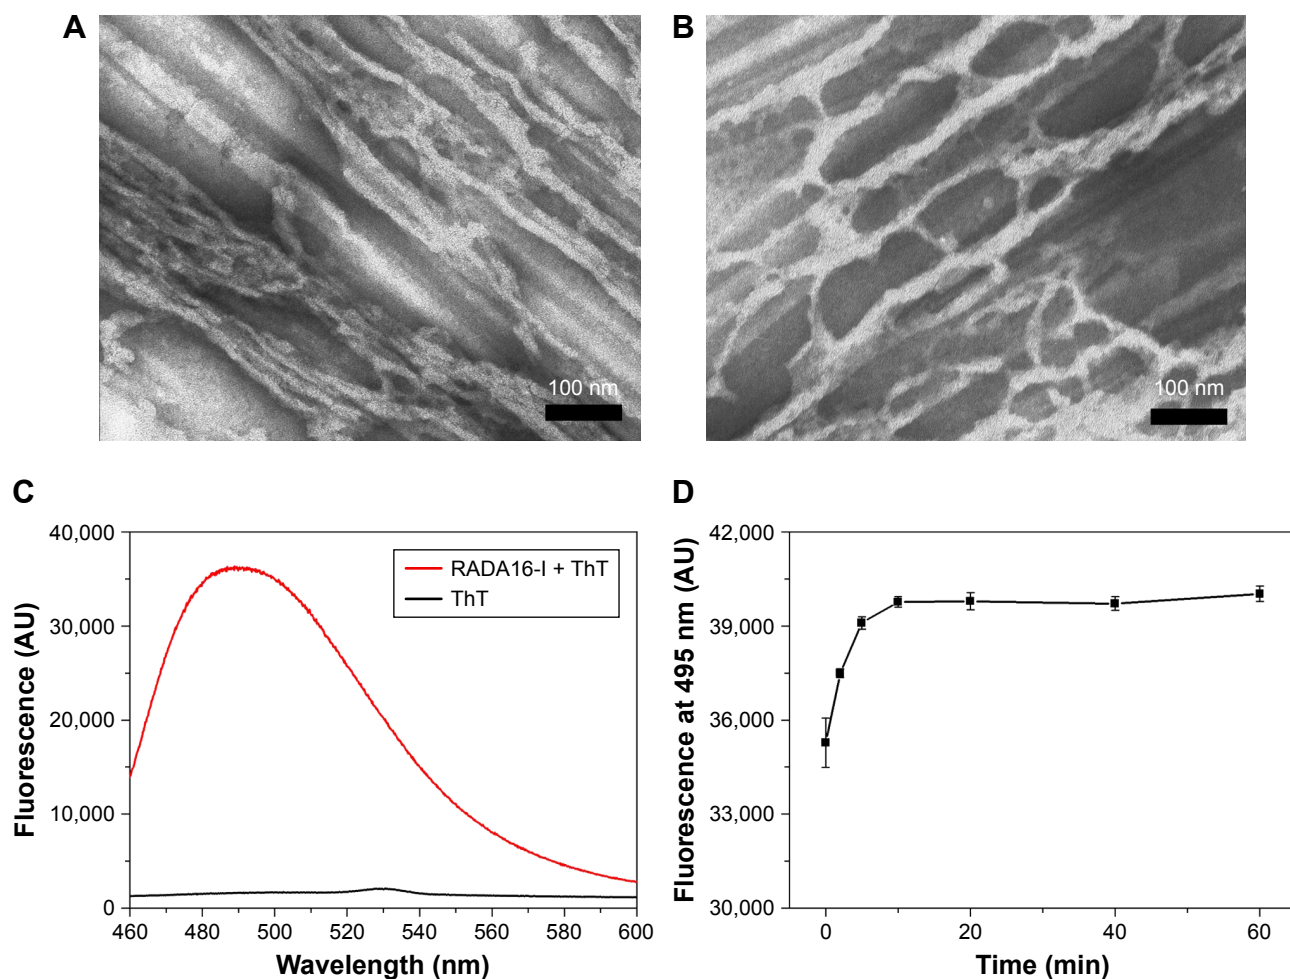 A
B
100 nm
100 nm
C
D
40,000
30,000
20,000
10,000
0
Fluorescence (AU)
RADA16-I + ThT
ThT
460
480
500
520
540
560
580
600
Wavelength (nm)
42,000
39,000
36,000
33,000
30,000
Fluorescence at 495 nm (AU)
0
20
40
60
Time (min)